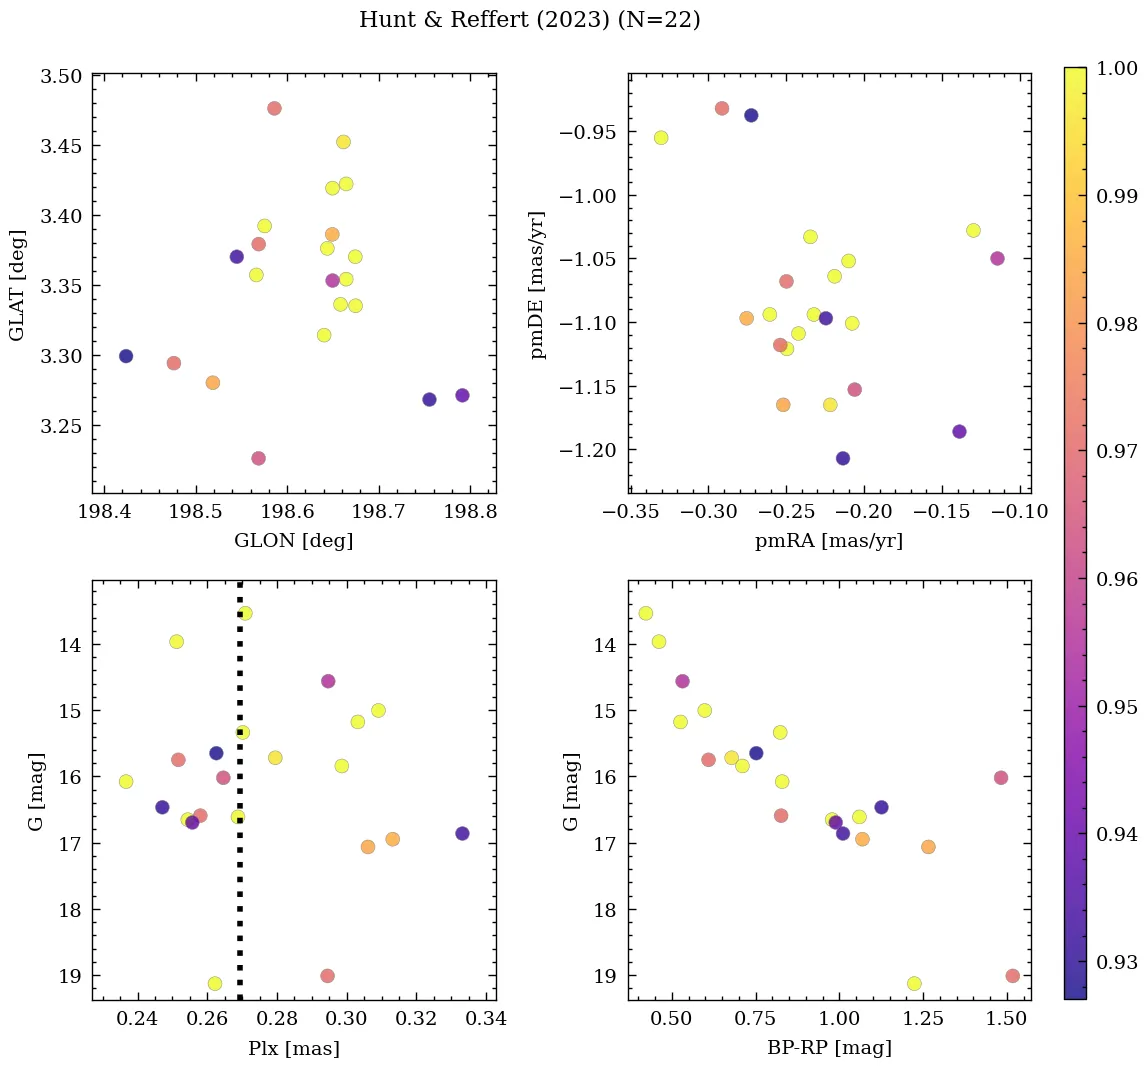 Hunt & Reffert (2023) (N=22)
3.50
3.45
3.40
3.35
3.30
3.25
GLAT [deg]
198.4 198.5 198.6 198.7 198.8
GLON [deg]
−0.95
−1.00
−1.05
−1.10
−1.15
−1.20
pmDE [mas/yr]
−0.35 −0.30 −0.25 −0.20 −0.15 −0.10
pmRA [mas/yr]
14
15
16
17
18
19
G [mag]
0.24 0.26 0.28 0.30 0.32 0.34
Plx [mas]
14
15
16
17
18
19
G [mag]
0.50 0.75 1.00 1.25 1.50
BP-RP [mag]
1.00
0.99
0.98
0.97
0.96
0.95
0.94
0.93